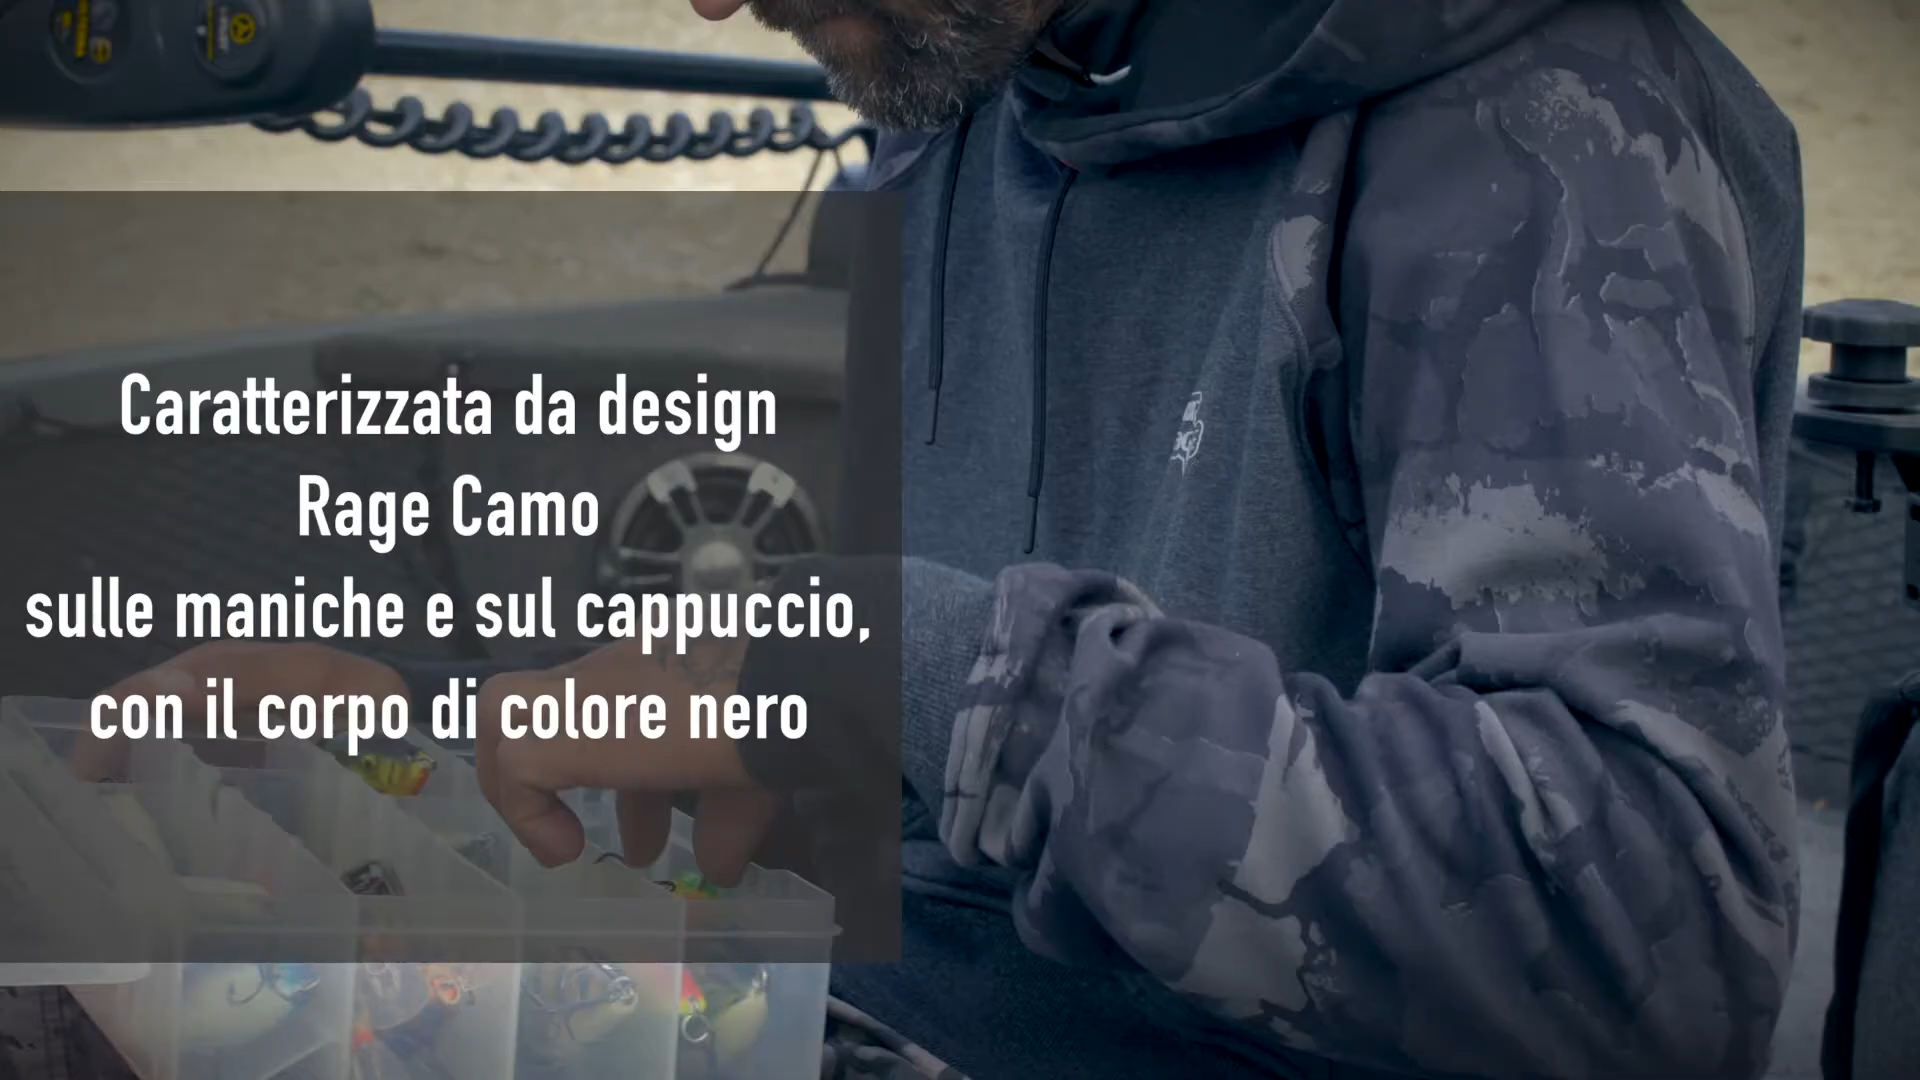 Caratterizzata da design
Rage Camo
sulle maniche e sul cappuccio,
con il corpo di colore nero